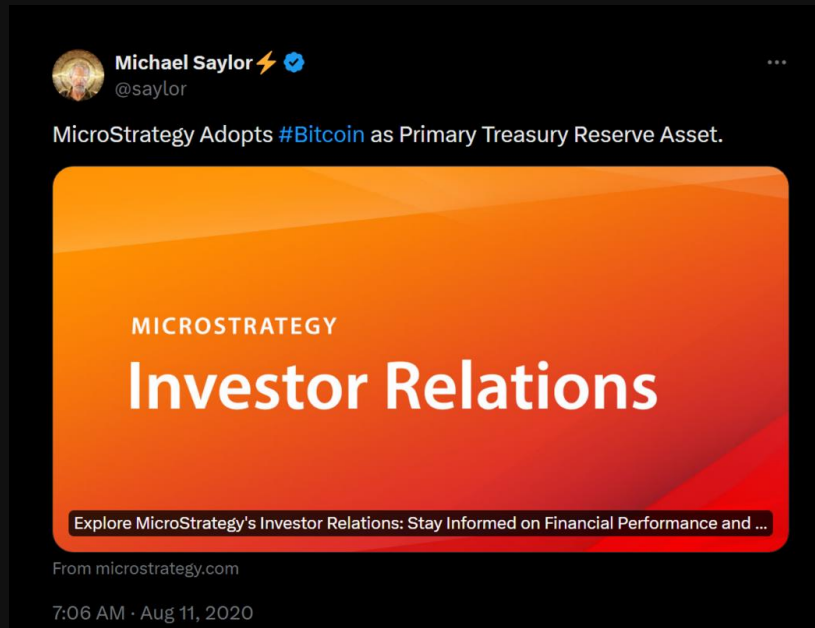 Michael Saylor⚡
@saylor
MicroStrategy Adopts #Bitcoin as Primary Treasury Reserve Asset.
MICROSTRATEGY
Investor Relations
Explore MicroStrategy's Investor Relations: Stay Informed on Financial Performance and ...
From microstrategy.com
7:06 AM · Aug 11, 2020